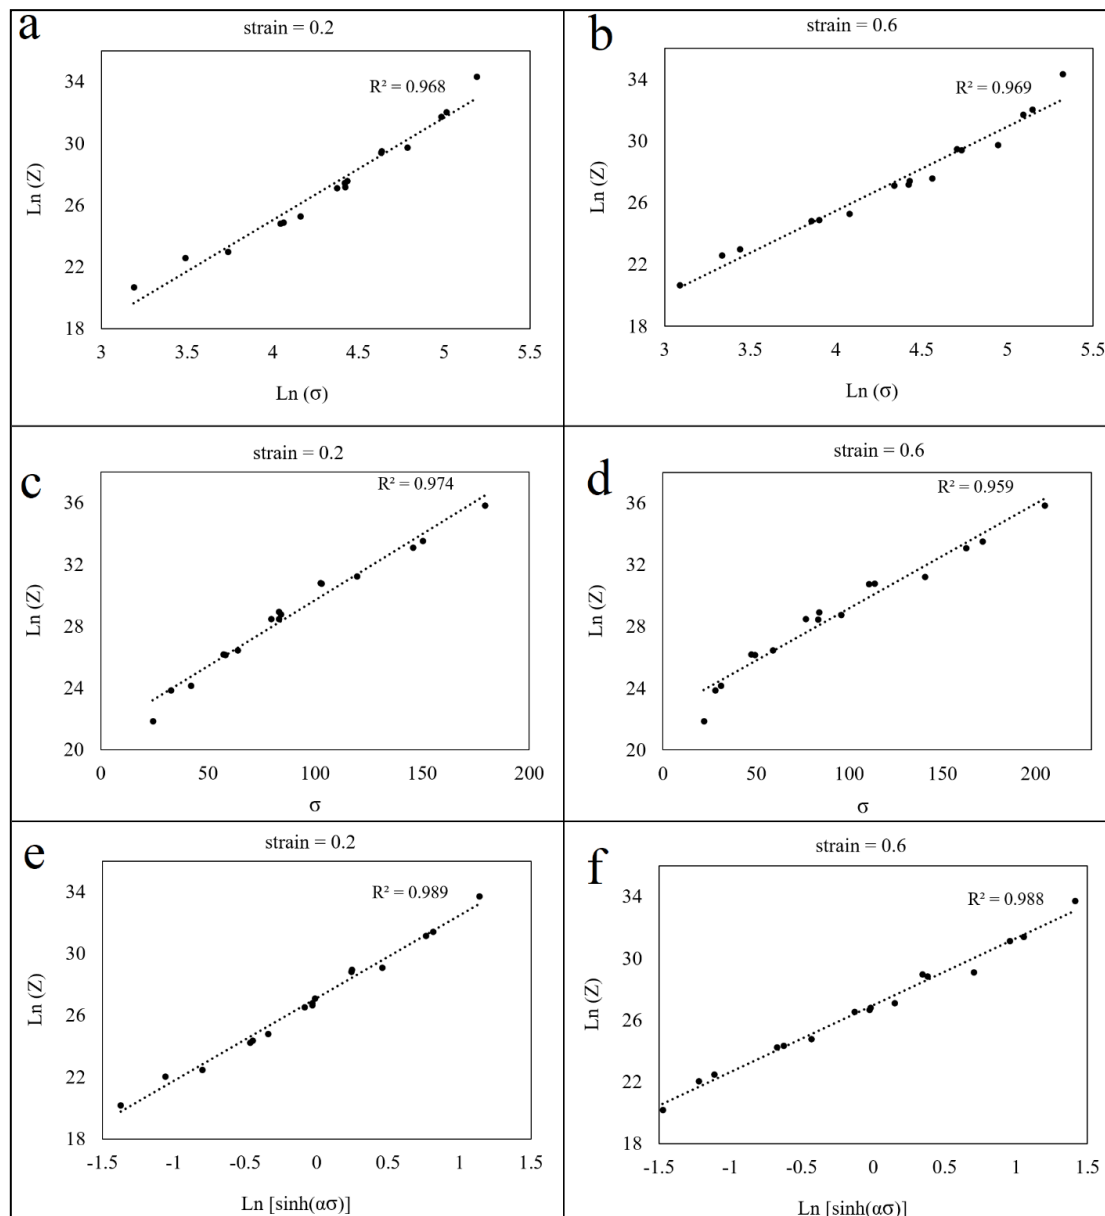 a
strain = 0.2
R² = 0.968
Ln (Z)
34
30
26
22
18
3 3.5 4 4.5 5 5.5
Ln (σ)
b
strain = 0.6
R² = 0.969
Ln (Z)
34
30
26
22
18
3 3.5 4 4.5 5 5.5
Ln (σ)
c
strain = 0.2
R² = 0.974
Ln (Z)
36
32
28
24
20
0 50 100 150 200
σ
d
strain = 0.6
R² = 0.959
Ln (Z)
36
32
28
24
20
0 50 100 150 200
σ
e
strain = 0.2
R² = 0.989
Ln (Z)
34
30
26
22
18
-1.5 -1 -0.5 0 0.5 1 1.5
Ln [sinh(ασ)]
f
strain = 0.6
R² = 0.988
Ln (Z)
34
30
26
22
18
-1.5 -1 -0.5 0 0.5 1 1.5
Ln [sinh(ασ)]